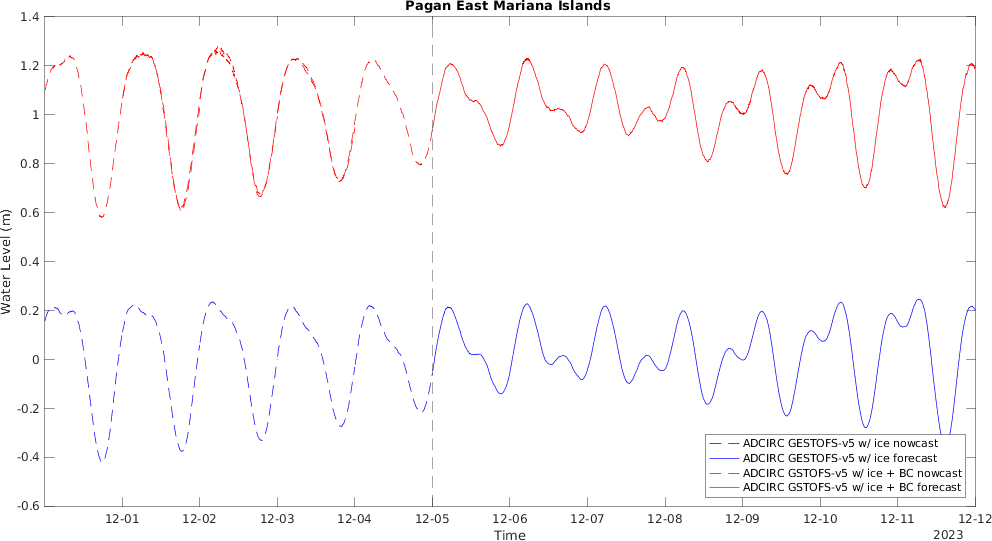 Pagan East Mariana Islands
1.4
1.2
1
0.8
0.6
0.4
0.2
0
-0.2
-0.4
-0.6
Water Level (m)
ADCIRC GESTOFS-v5 w/ ice nowcast
ADCIRC GESTOFS-v5 w/ ice forecast
ADCIRC GSTOFS-v5 w/ ice + BC nowcast
ADCIRC GSTOFS-v5 w/ ice + BC forecast
12-01 12-02 12-03 12-04 12-05 12-06 12-07 12-08 12-09 12-10 12-11 12-12
Time
2023